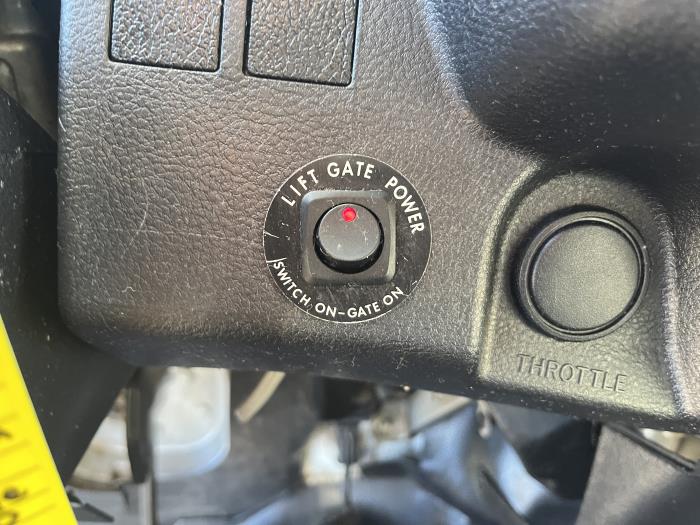 LIFT GATE POWER
SWITCH ON-GATE ON
THROTTLE